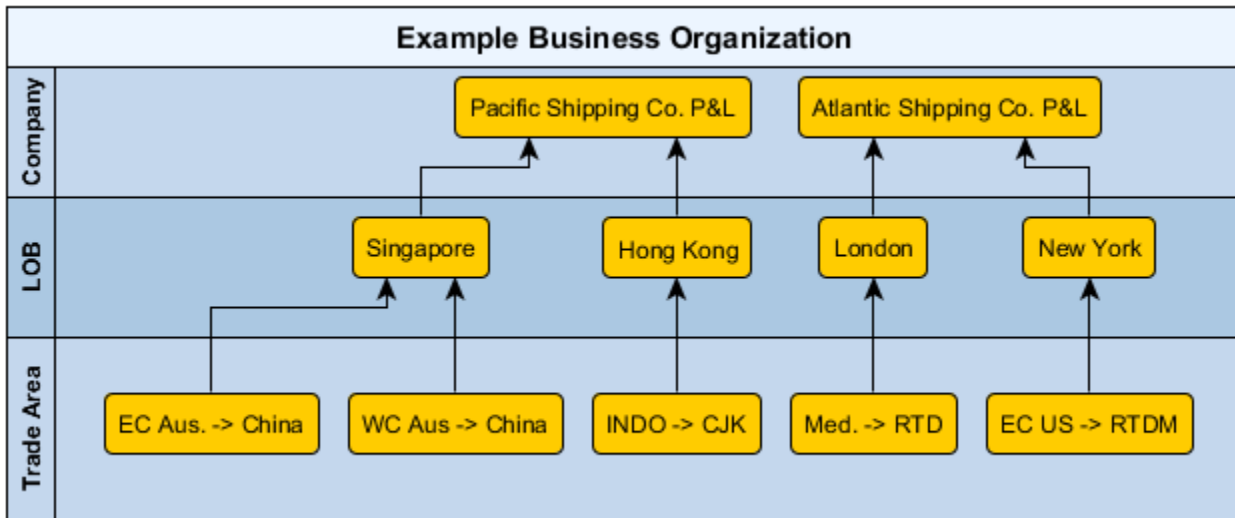 Example Business Organization
Company
Pacific Shipping Co. P&L
Atlantic Shipping Co. P&L
LOB
Singapore
Hong Kong
London
New York
Trade Area
EC Aus. -> China
WC Aus -> China
INDO -> CJK
Med. -> RTD
EC US -> RTDM